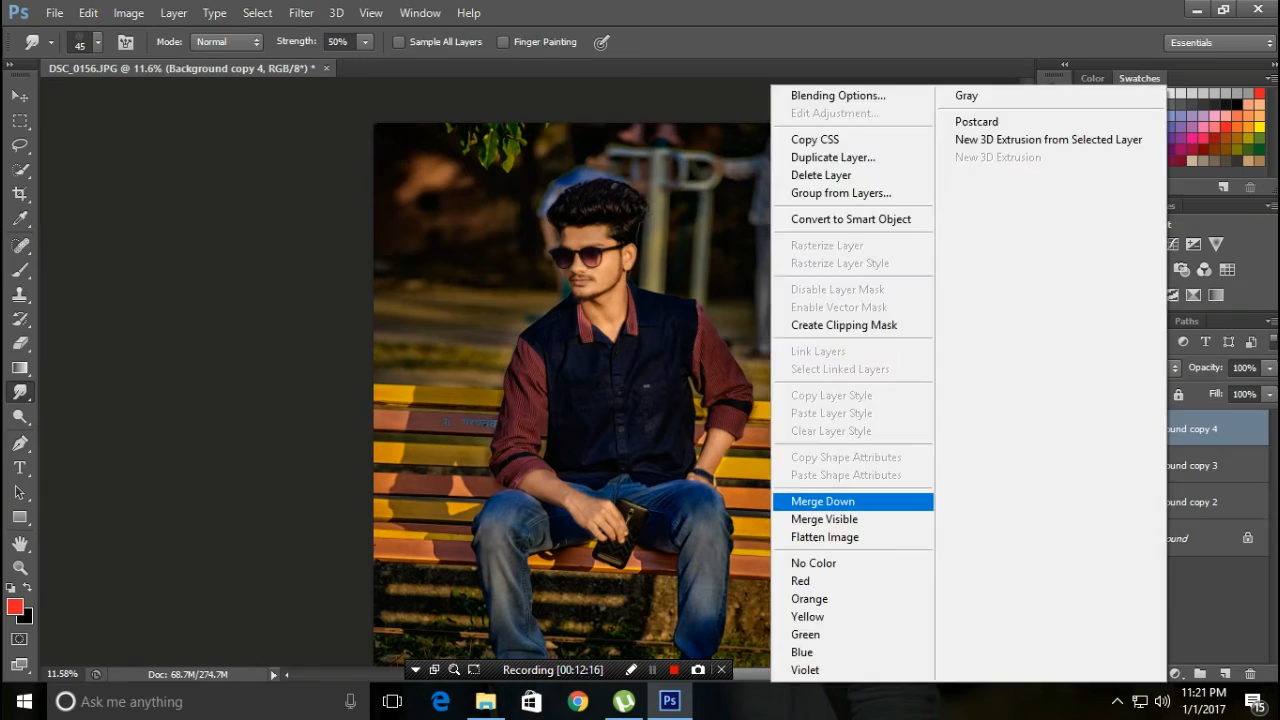 Ps File Edit Image Layer Type Select Filter 3D View Window Help
45 Mode: Normal Strength: 50% Sample All Layers Finger Painting Essentials
DSC_0156.JPG @ 11.6% (Background copy 4, RGB/8*) * ×
Color Swatches
Blending Options...
Edit Adjustment...
Copy CSS
Duplicate Layer...
Delete Layer
Group from Layers...
Convert to Smart Object
Rasterize Layer
Rasterize Layer Style
Disable Layer Mask
Enable Vector Mask
Create Clipping Mask
Link Layers
Select Linked Layers
Copy Layer Style
Paste Layer Style
Clear Layer Style
Copy Shape Attributes
Paste Shape Attributes
Merge Down
Merge Visible
Flatten Image
No Color
Red
Orange
Yellow
Green
Blue
Violet
Gray
Postcard
New 3D Extrusion from Selected Layer
New 3D Extrusion
Paths
Opacity: 100%
Fill: 100%
ound copy 4
ound copy 3
ound copy 2
ound
11.58% Doc: 68.7M/274.7M
Recording [00:12:16]
Ask me anything
Ps
11:21 PM
1/1/2017
15